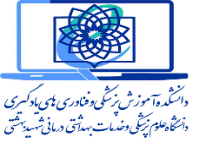 دانشکده آموزش پزشکی و فناوری های یادگیری
دانشگاه علوم پزشکی و خدمات بهداشتی درمانی شهید بهشتی